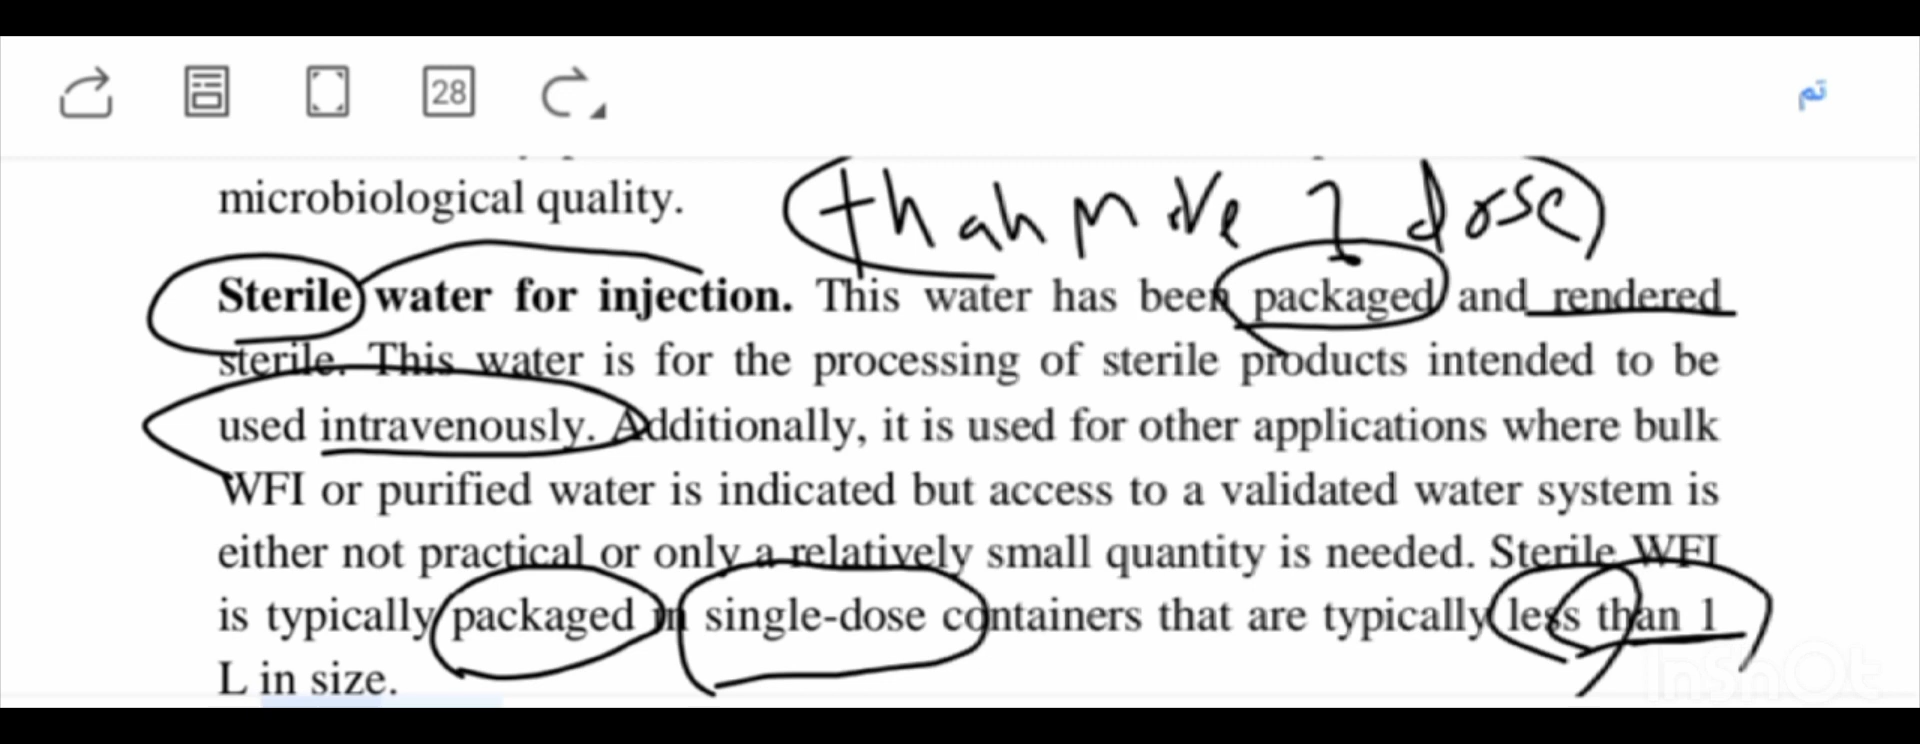 28
تم
microbiological quality.
than more 1 dose
Sterile water for injection. This water has been packaged and rendered
sterile. This water is for the processing of sterile products intended to be
used intravenously. Additionally, it is used for other applications where bulk
WFI or purified water is indicated but access to a validated water system is
either not practical or only a relatively small quantity is needed. Sterile WFI
is typically packaged in single-dose containers that are typically less than 1
L in size.
InShOt